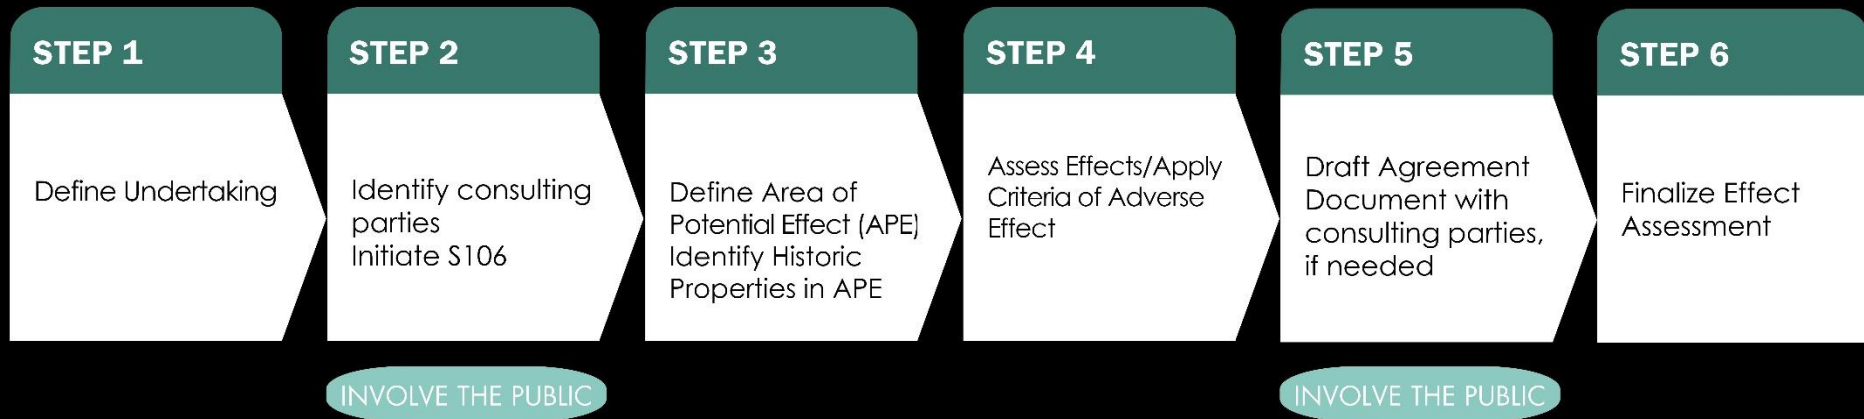 STEP 1
Define Undertaking
STEP 2
Identify consulting
parties
Initiate S106
INVOLVE THE PUBLIC
STEP 3
Define Area of
Potential Effect (APE)
Identify Historic
Properties in APE
STEP 4
Assess Effects/Apply
Criteria of Adverse
Effect
STEP 5
Draft Agreement
Document with
consulting parties,
if needed
INVOLVE THE PUBLIC
STEP 6
Finalize Effect
Assessment